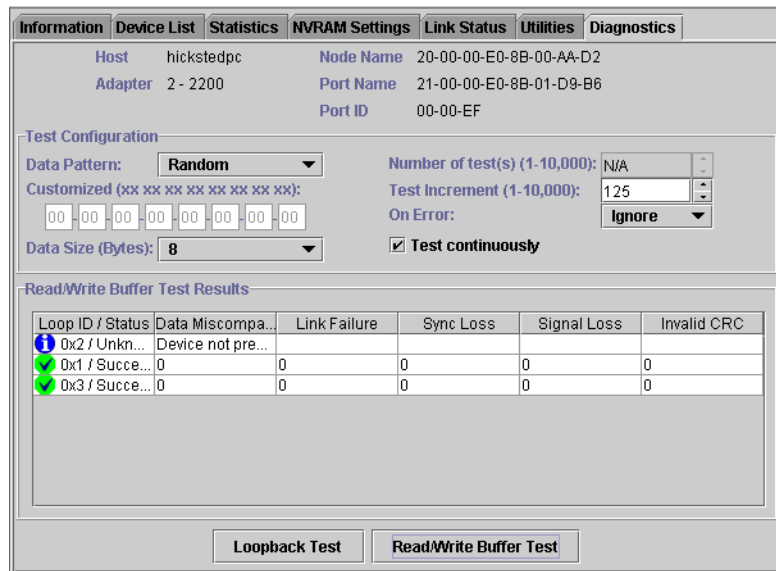 Information Device List Statistics NVRAM Settings Link Status Utilities Diagnostics
Host hickstedpc Node Name 20-00-00-E0-8B-00-AA-D2
Adapter 2 - 2200 Port Name 21-00-00-E0-8B-01-D9-B6
Port ID 00-00-EF
Test Configuration
Data Pattern: Random Number of test(s) (1-10,000): N/A
Customized (xx xx xx xx xx xx xx xx): Test Increment (1-10,000): 125
00-00-00-00-00-00-00-00 On Error: Ignore
Data Size (Bytes): 8 Test continuously
Read/Write Buffer Test Results
Loop ID / Status Data Miscompa... Link Failure Sync Loss Signal Loss Invalid CRC
0x2 / Unkn... Device not pre...
0x1 / Succe... 0 0 0 0 0
0x3 / Succe... 0 0 0 0 0
Loopback Test Read/Write Buffer Test